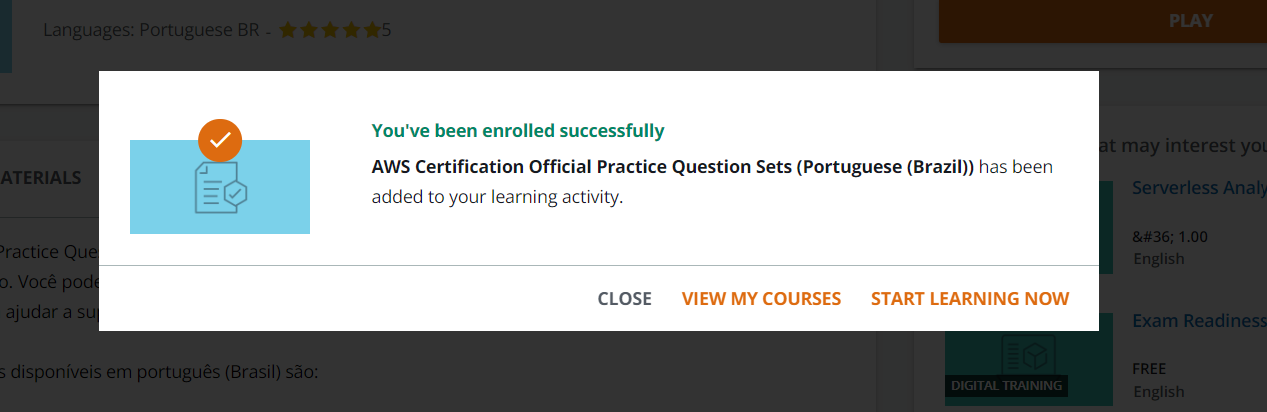 Languages: Portuguese BR - 5
PLAY
You've been enrolled successfully
AWS Certification Official Practice Question Sets (Portuguese (Brazil)) has been
added to your learning activity.
CLOSE VIEW MY COURSES START LEARNING NOW
ATERIALS
Practice Que
o. Você pode
ajudar a su
s disponíveis em português (Brasil) são:
at may interest you
Serverless Analy
&#36; 1.00
English
Exam Readiness
FREE
English
DIGITAL TRAINING